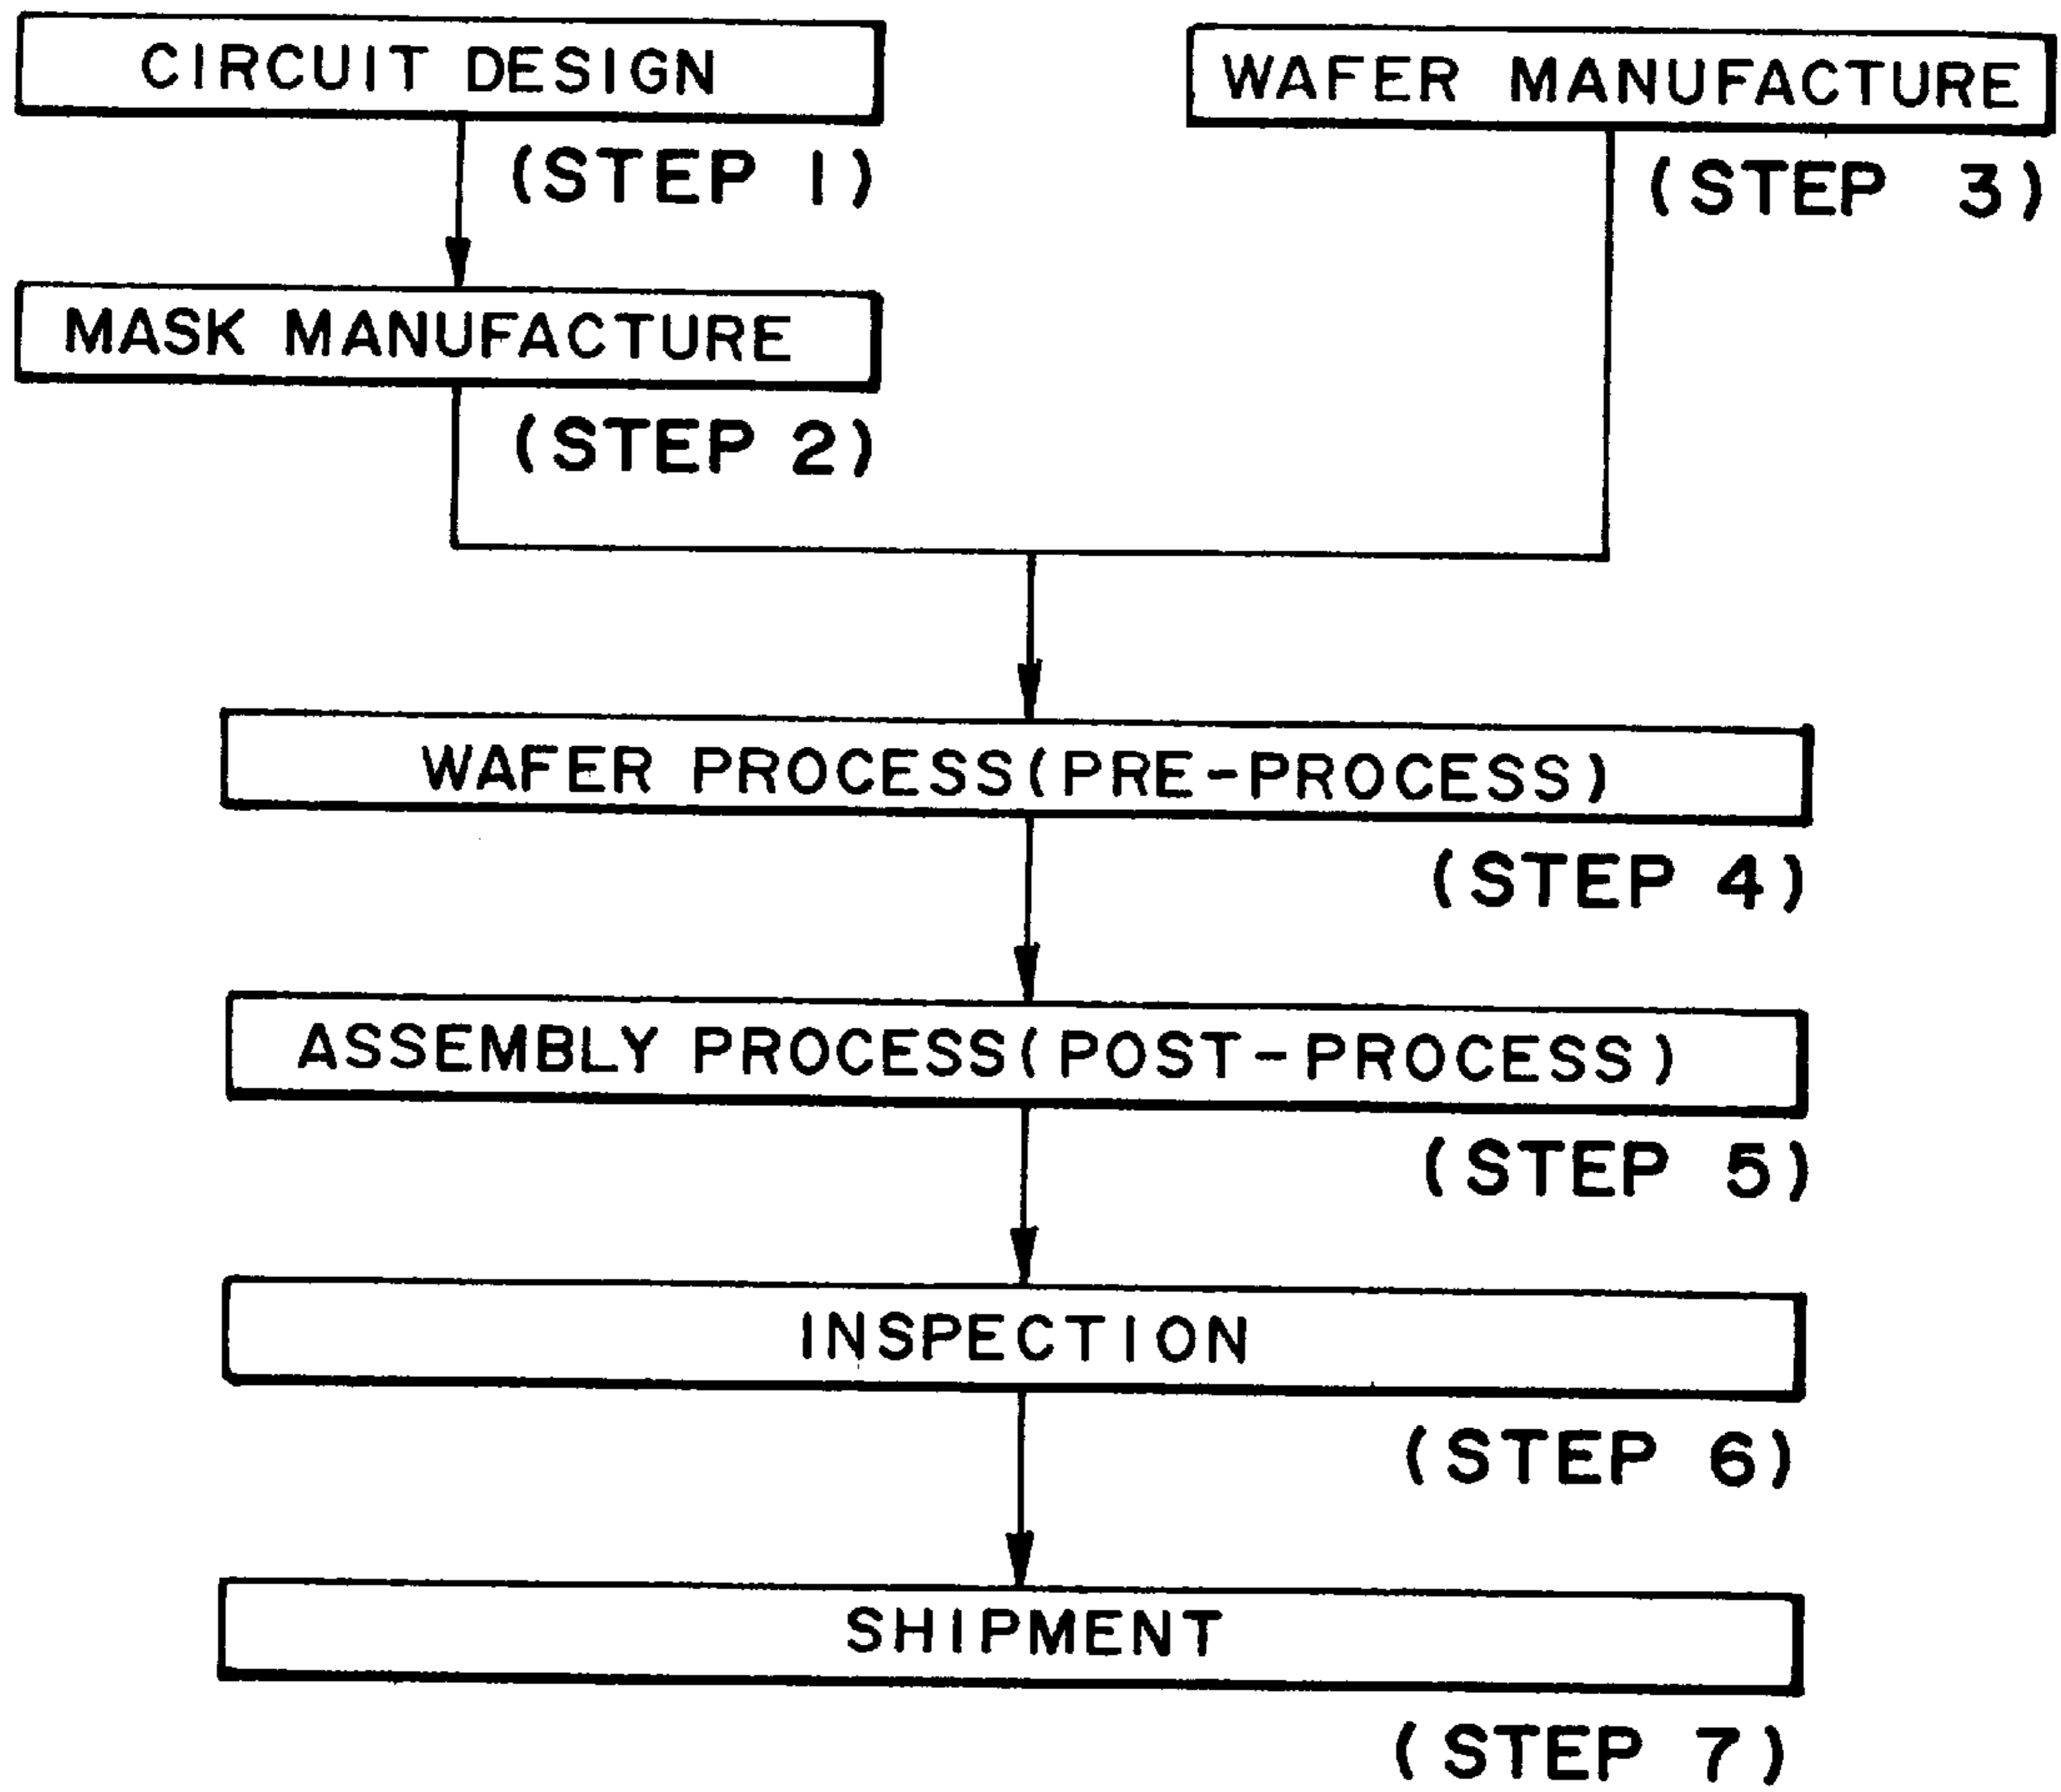 CIRCUIT DESIGN
(STEP 1)
MASK MANUFACTURE
(STEP 2)
WAFER MANUFACTURE
(STEP 3)
WAFER PROCESS(PRE-PROCESS)
(STEP 4)
ASSEMBLY PROCESS(POST-PROCESS)
(STEP 5)
INSPECTION
(STEP 6)
SHIPMENT
(STEP 7)